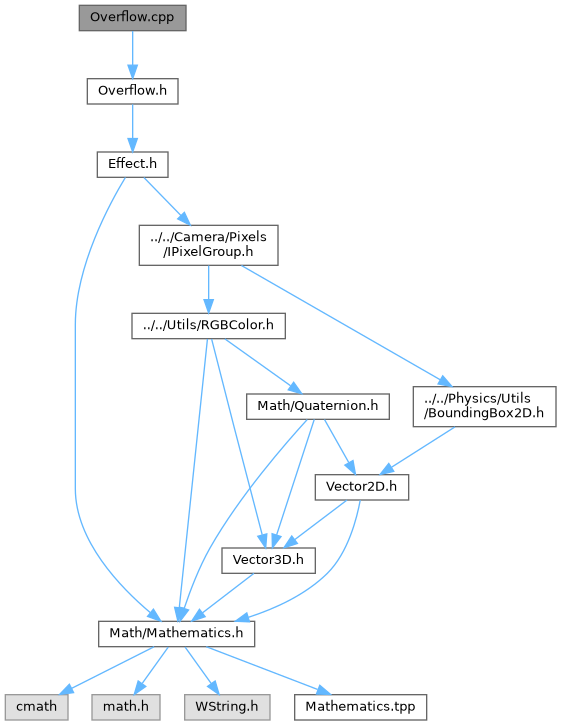 Overflow.cpp
Overflow.h
Effect.h
../../Camera/Pixels
/IPixelGroup.h
../../Utils/RGBColor.h
Math/Quaternion.h
../../Physics/Utils
/BoundingBox2D.h
Vector2D.h
Vector3D.h
Math/Mathematics.h
cmath
math.h
WString.h
Mathematics.tpp